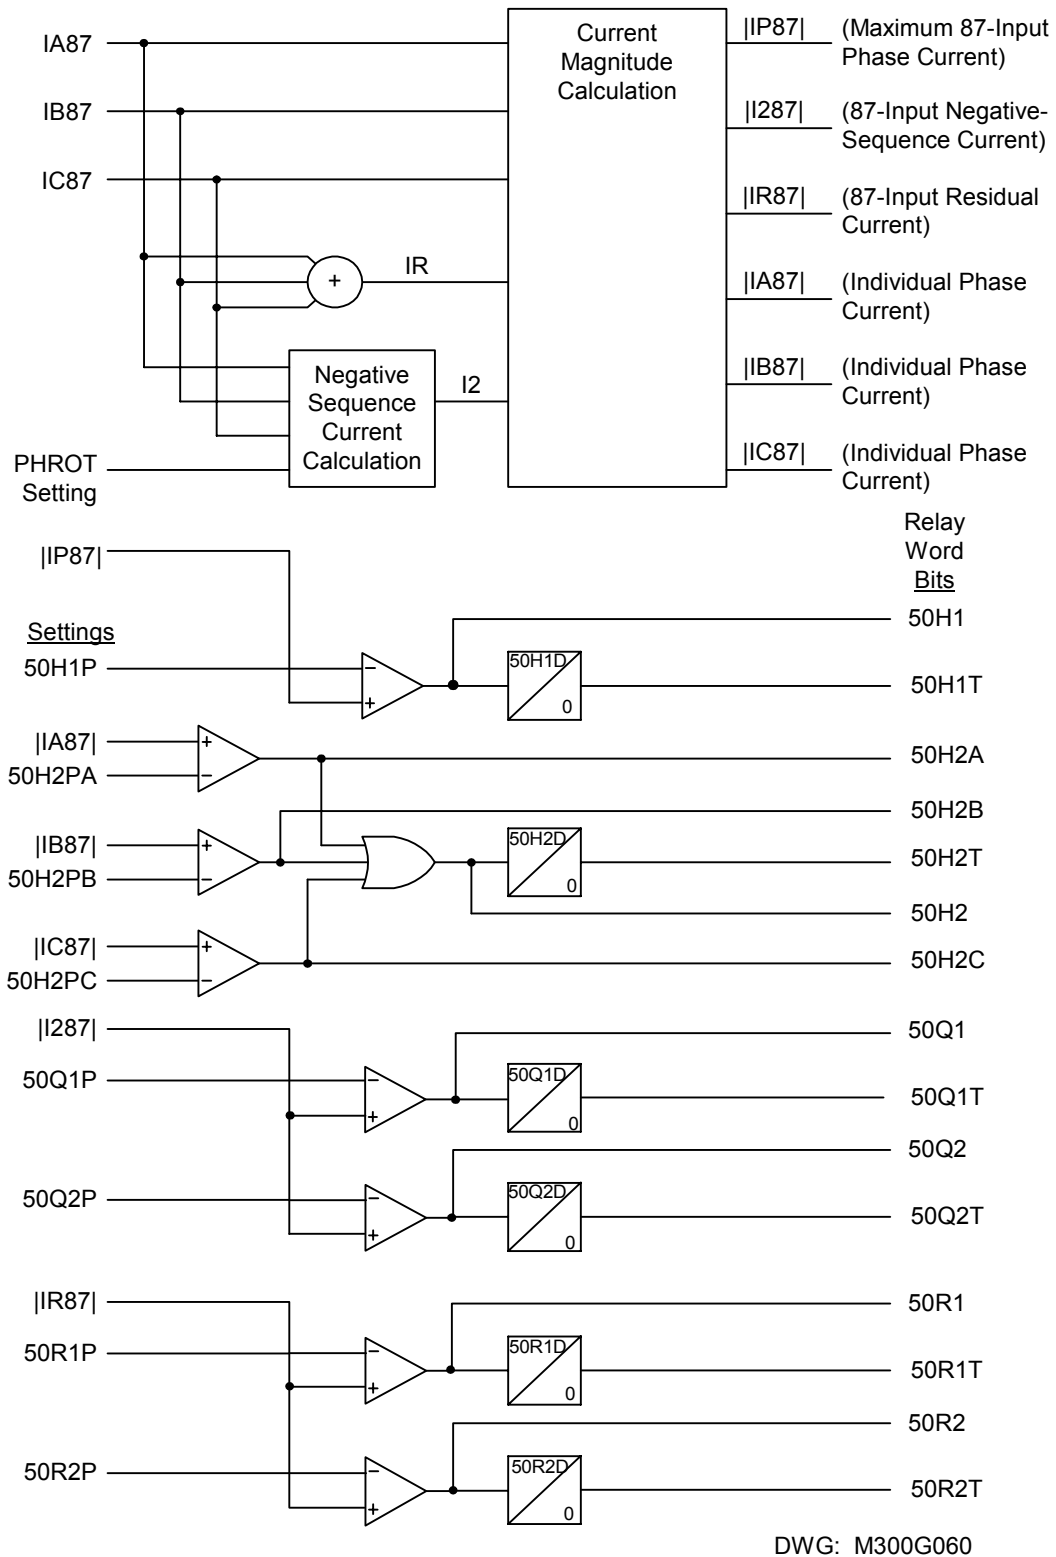 IA87
IB87
IC87
Current
Magnitude
Calculation
|IP87|
(Maximum 87-Input
Phase Current)
|I287|
(87-Input Negative-
Sequence Current)
|IR87|
(87-Input Residual
Current)
|IA87|
(Individual Phase
Current)
|IB87|
(Individual Phase
Current)
|IC87|
(Individual Phase
Current)
+
IR
Negative
Sequence
Current
Calculation
I2
PHROT
Setting
Relay
Word
Bits
|IP87|
Settings
50H1P
−
+
50H1D
0
50H1
50H1T
|IA87|
50H2PA
+
−
50H2A
50H2B
|IB87|
50H2PB
+
−
50H2D
0
50H2T
50H2
|IC87|
50H2PC
+
−
50H2C
|I287|
50Q1P
−
+
50Q1D
0
50Q1
50Q1T
50Q2P
−
+
50Q2D
0
50Q2
50Q2T
|IR87|
50R1P
−
+
50R1D
0
50R1
50R1T
50R2P
−
+
50R2D
0
50R2
50R2T
DWG: M300G060